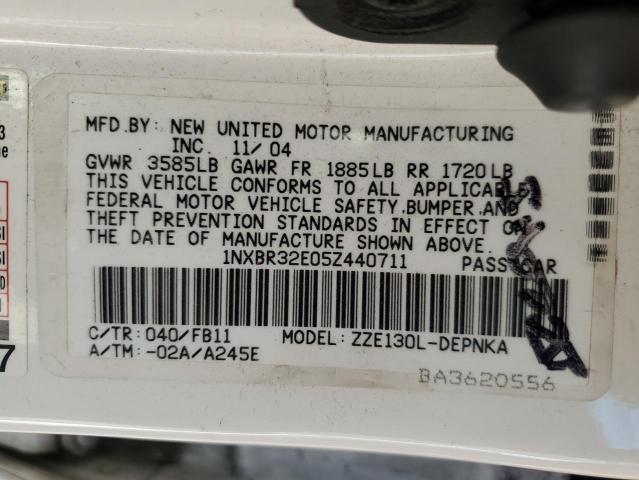 MFD.BY: NEW UNITED MOTOR MANUFACTURING
INC. 11/04
GVWR 3585LB GAWR FR 1885LB RR 1720LB
THIS VEHICLE CONFORMS TO ALL APPLICABLE
FEDERAL MOTOR VEHICLE SAFETY,BUMPER,AND
THEFT PREVENTION STANDARDS IN EFFECT ON
THE DATE OF MANUFACTURE SHOWN ABOVE.
1NXBR32E05Z440711 PASS CAR
C/TR: 040/FB11 MODEL: ZZE130L-DEPNKA
A/TM: -02A/A245E
BA3620556
3
7